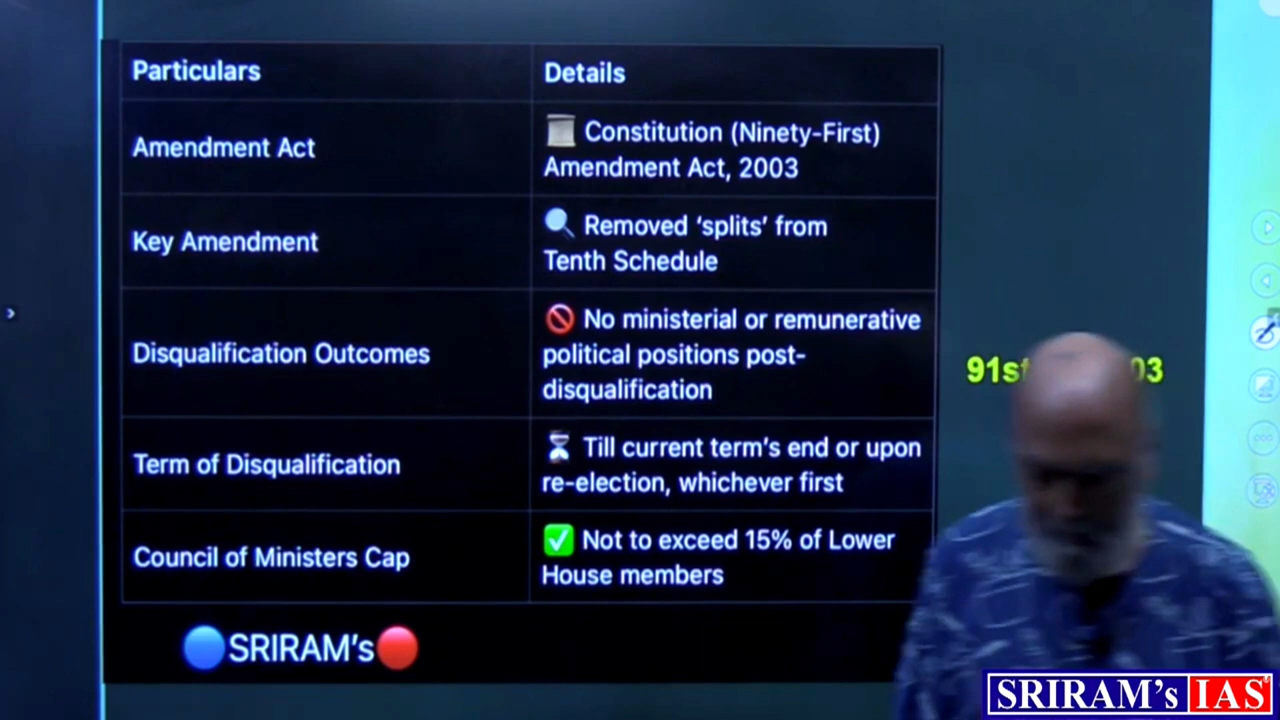 Particulars
Details
Amendment Act
Constitution (Ninety-First)
Amendment Act, 2003
Key Amendment
Removed ‘splits’ from
Tenth Schedule
Disqualification Outcomes
No ministerial or remunerative
political positions post-
disqualification
Term of Disqualification
Till current term's end or upon
re-election, whichever first
Council of Ministers Cap
Not to exceed 15% of Lower
House members
91st
03
SRIRAM's
SRIRAM's IAS